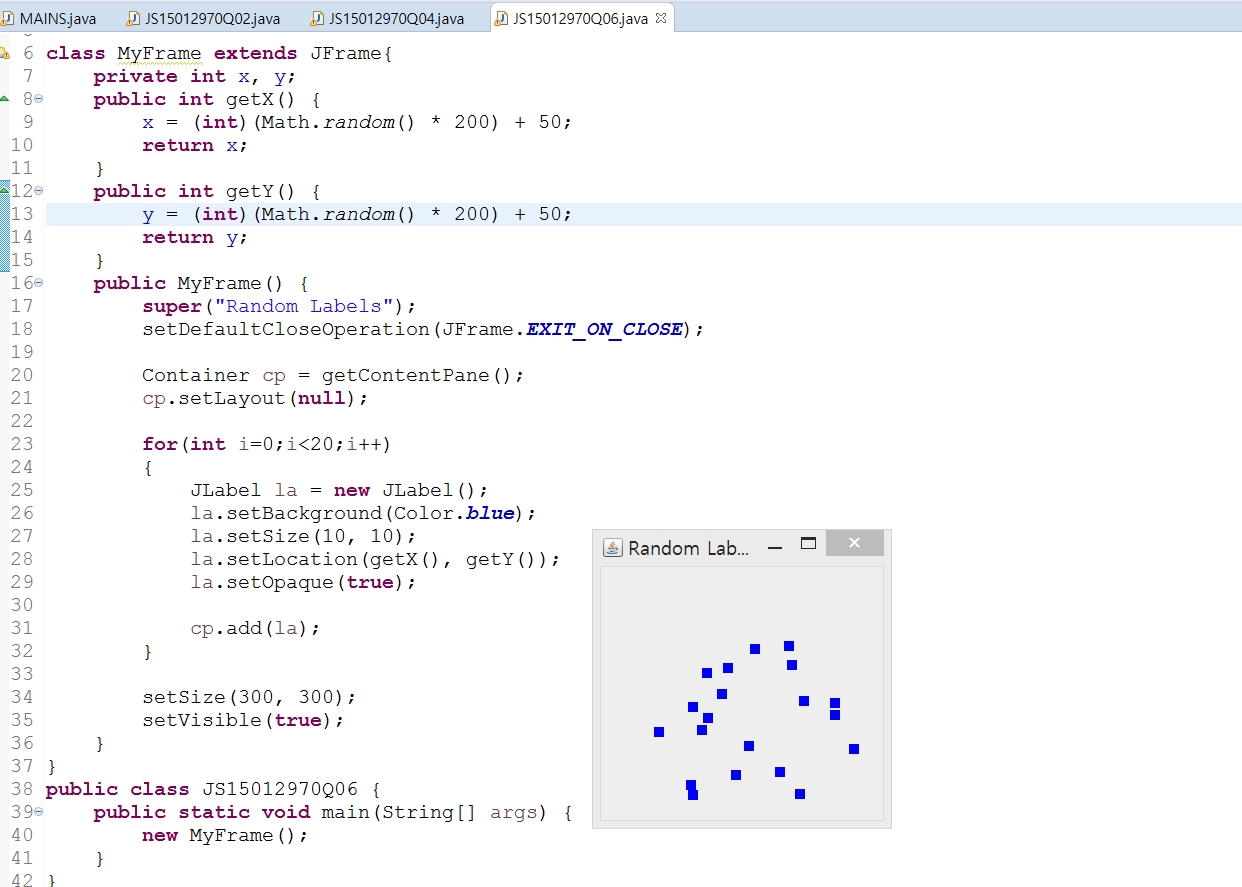 MAINS.java JS15012970Q02.java JS15012970Q04.java JS15012970Q06.java
6 class MyFrame extends JFrame{
7 private int x, y;
8 public int getX() {
9 x = (int)(Math.random() * 200) + 50;
10 return x;
11 }
12 public int getY() {
13 y = (int)(Math.random() * 200) + 50;
14 return y;
15 }
16 public MyFrame() {
17 super("Random Labels");
18 setDefaultCloseOperation(JFrame.EXIT_ON_CLOSE);
19
20 Container cp = getContentPane();
21 cp.setLayout(null);
22
23 for(int i=0;i<20;i++)
24 {
25 JLabel la = new JLabel();
26 la.setBackground(Color.blue);
27 la.setSize(10, 10);
28 la.setLocation(getX(), getY());
29 la.setOpaque(true);
30
31 cp.add(la);
32 }
33
34 setSize(300, 300);
35 setVisible(true);
36 }
37 }
38 public class JS15012970Q06 {
39 public static void main(String[] args) {
40 new MyFrame();
41 }
42 }
Random Lab...